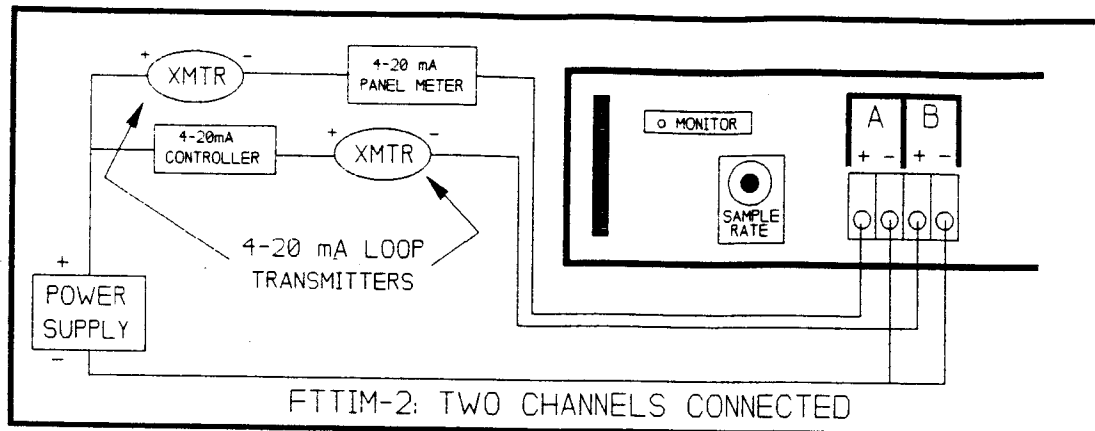 + XMTR -
4-20 mA
PANEL METER
4-20mA
CONTROLLER
+ XMTR -
4-20 mA LOOP
TRANSMITTERS
+
POWER
SUPPLY
-
o MONITOR
SAMPLE
RATE
A B
+ - + -
FTTIM-2: TWO CHANNELS CONNECTED